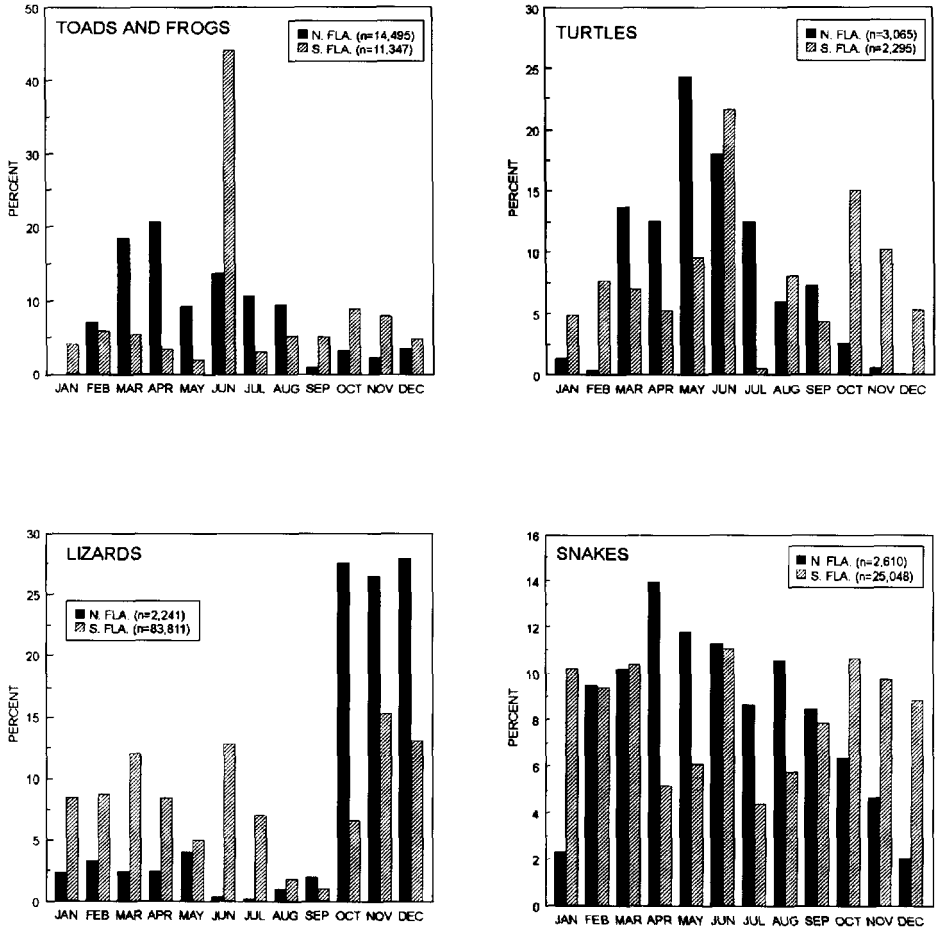 TOADS AND FROGS
N. FLA. (n=14,495)
S. FLA. (n=11,347)
PERCENT
50
40
30
20
10
0
JAN FEB MAR APR MAY JUN JUL AUG SEP OCT NOV DEC
TURTLES
N. FLA. (n=3,065)
S. FLA. (n=2,295)
PERCENT
30
25
20
15
10
5
0
JAN FEB MAR APR MAY JUN JUL AUG SEP OCT NOV DEC
LIZARDS
N. FLA. (n=2,241)
S. FLA. (n=83,811)
PERCENT
30
25
20
15
10
5
0
JAN FEB MAR APR MAY JUN JUL AUG SEP OCT NOV DEC
SNAKES
N. FLA. (n=2,610)
S. FLA. (n=25,048)
PERCENT
16
14
12
10
8
6
4
2
0
JAN FEB MAR APR MAY JUN JUL AUG SEP OCT NOV DEC